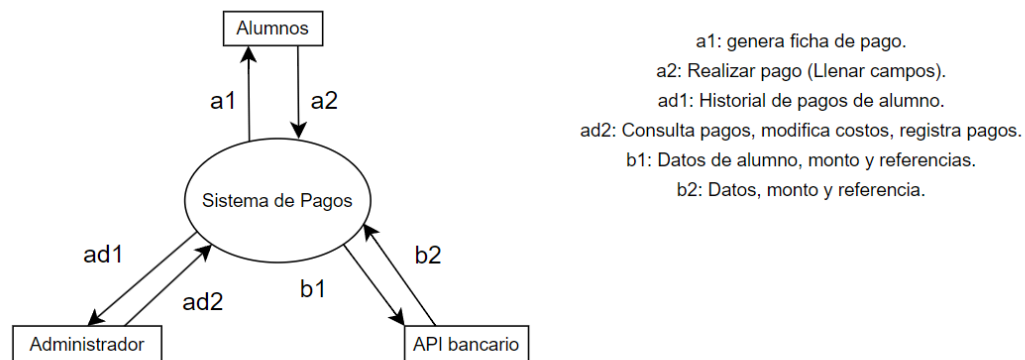 Alumnos
a1
a2
Sistema de Pagos
ad1
ad2
b1
b2
Administrador
API bancario
a1: genera ficha de pago.
a2: Realizar pago (Llenar campos).
ad1: Historial de pagos de alumno.
ad2: Consulta pagos, modifica costos, registra pagos.
b1: Datos de alumno, monto y referencias.
b2: Datos, monto y referencia.